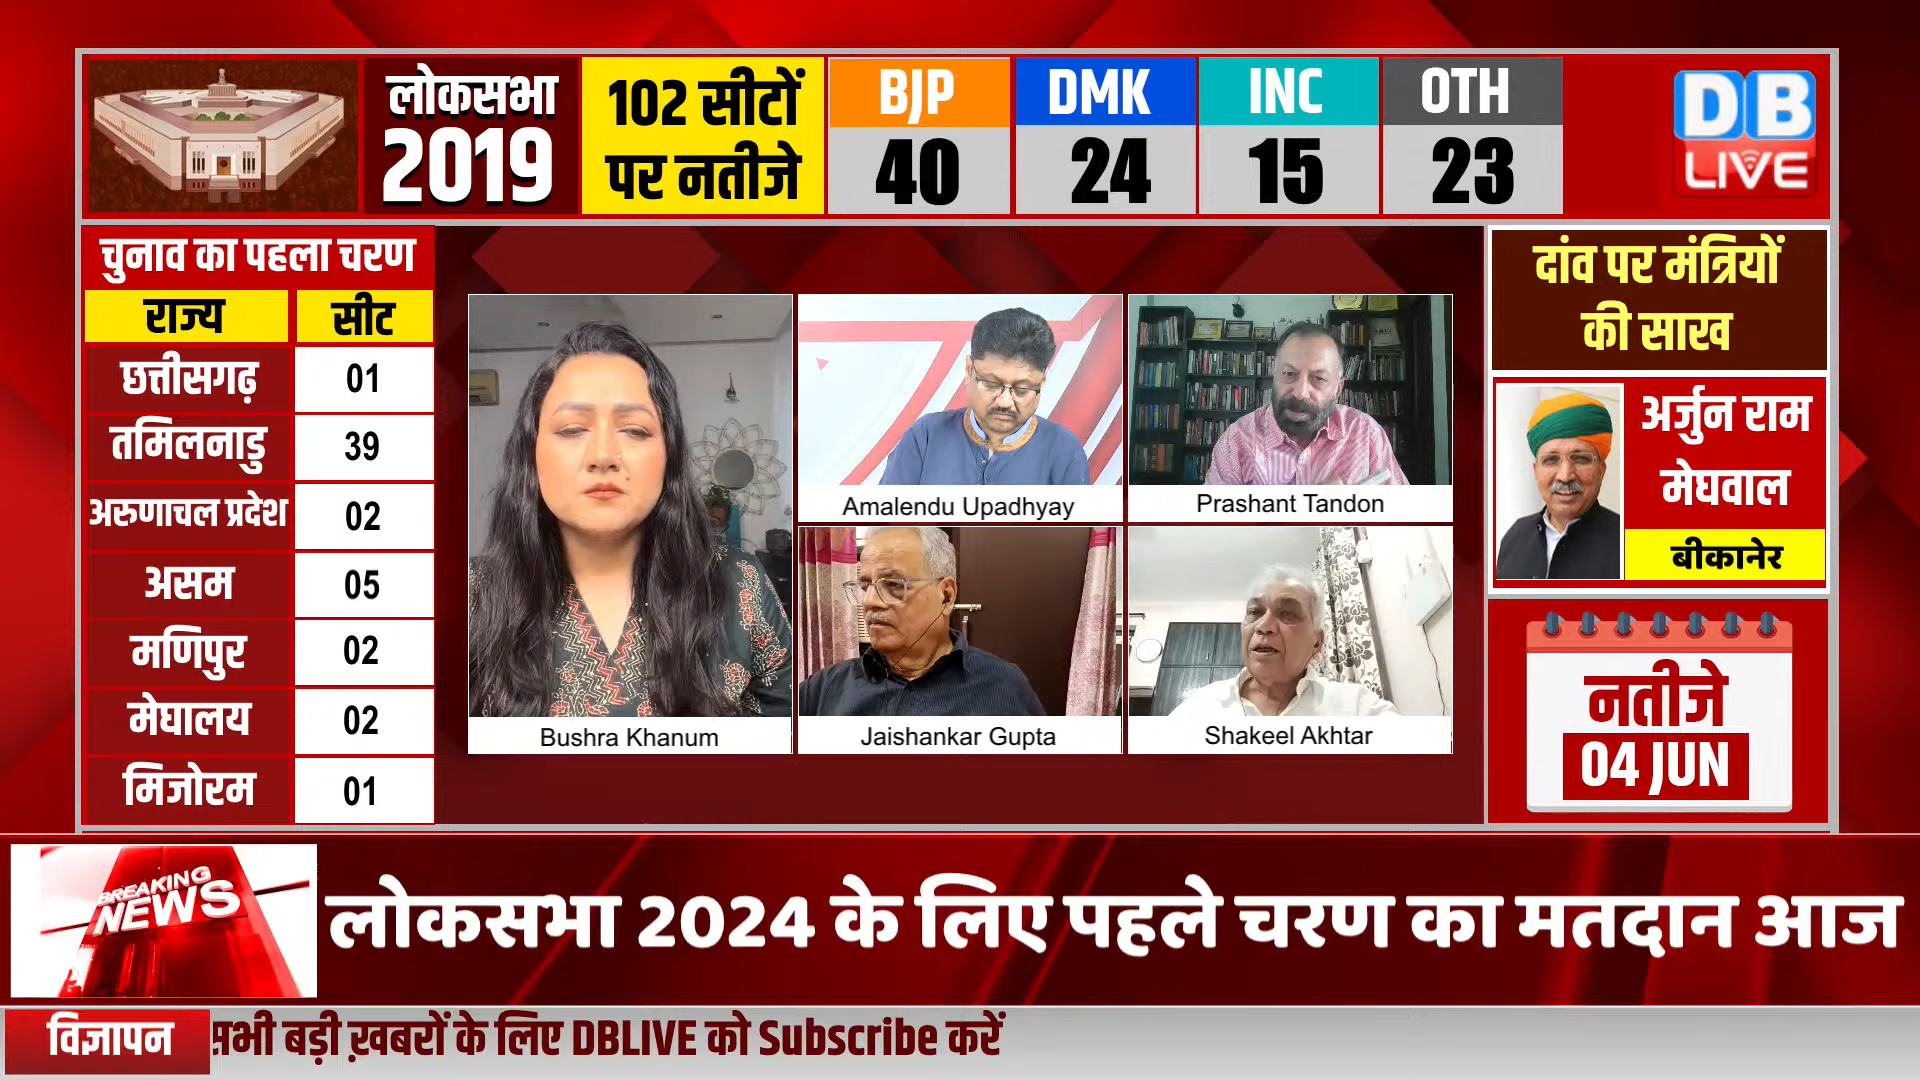 लोकसभा
2019
102 सीटों
पर नतीजे
BJP
40
DMK
24
INC
15
OTH
23
DB
LIVE
चुनाव का पहला चरण
राज्य सीट
छत्तीसगढ़ 01
तमिलनाडु 39
अरुणाचल प्रदेश 02
असम 05
मणिपुर 02
मेघालय 02
मिजोरम 01
Amalendu Upadhyay
Prashant Tandon
Bushra Khanum
Jaishankar Gupta
Shakeel Akhtar
दांव पर मंत्रियों
की साख
अर्जुन राम
मेघवाल
बीकानेर
नतीजे
04 JUN
BREAKING
NEWS
लोकसभा 2024 के लिए पहले चरण का मतदान आज
विज्ञापन
सभी बड़ी ख़बरों के लिए DBLIVE को Subscribe करें